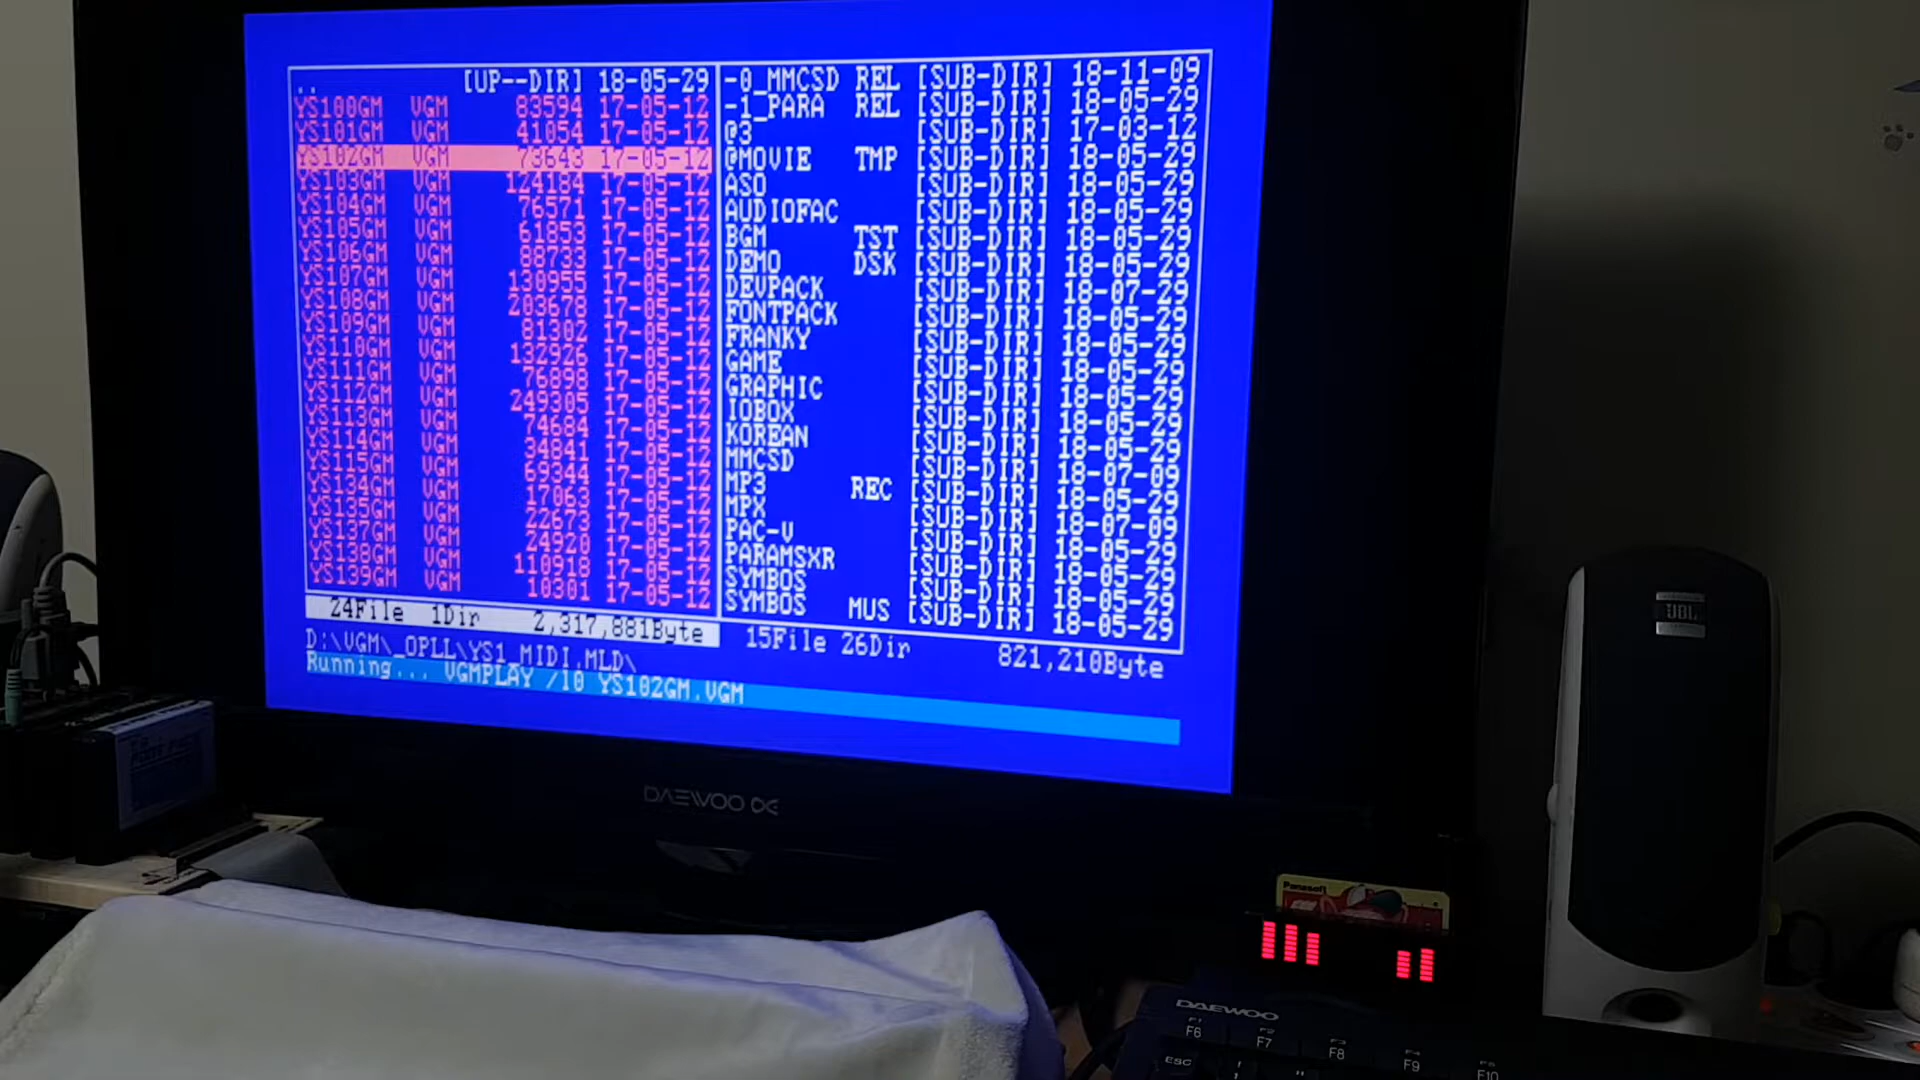 .. [UP--DIR] 18-05-29
YS100GM VGM 83594 17-05-12
YS101GM VGM 41054 17-05-12
YS102GM VGM 73643 17-05-12
YS103GM VGM 124184 17-05-12
YS104GM VGM 76571 17-05-12
YS105GM VGM 61853 17-05-12
YS106GM VGM 88733 17-05-12
YS107GM VGM 130955 17-05-12
YS108GM VGM 203678 17-05-12
YS109GM VGM 81302 17-05-12
YS110GM VGM 132926 17-05-12
YS111GM VGM 76898 17-05-12
YS112GM VGM 249305 17-05-12
YS113GM VGM 74684 17-05-12
YS114GM VGM 34841 17-05-12
YS115GM VGM 69344 17-05-12
YS134GM VGM 17063 17-05-12
YS135GM VGM 22673 17-05-12
YS137GM VGM 24920 17-05-12
YS138GM VGM 110918 17-05-12
YS139GM VGM 10301 17-05-12
24File 1Dir 2,317,881Byte
-0_MMCSD REL [SUB-DIR] 18-11-09
-1_PARA REL [SUB-DIR] 18-05-29
@3 [SUB-DIR] 17-03-12
@MOVIE TMP [SUB-DIR] 18-05-29
ASO [SUB-DIR] 18-05-29
AUDIOFAC [SUB-DIR] 18-05-29
BGM TST [SUB-DIR] 18-05-29
DEMO DSK [SUB-DIR] 18-05-29
DEVPACK [SUB-DIR] 18-07-29
FONTPACK [SUB-DIR] 18-05-29
FRANKY [SUB-DIR] 18-05-29
GAME [SUB-DIR] 18-05-29
GRAPHIC [SUB-DIR] 18-05-29
IOBOX [SUB-DIR] 18-05-29
KOREAN [SUB-DIR] 18-05-29
MMCSD [SUB-DIR] 18-07-09
MP3 REC [SUB-DIR] 18-05-29
MPX [SUB-DIR] 18-07-09
PAC-V [SUB-DIR] 18-05-29
PARAMSXR [SUB-DIR] 18-05-29
SYMBOS [SUB-DIR] 18-05-29
SYMBOS MUS [SUB-DIR] 18-05-29
15File 26Dir 821,210Byte
D:\VGM\_OPLL\YS1_MIDI.MLD\
Running... VGMPLAY /10 YS102GM.VGM
DAEWOO
JBL
Panasoft
DAEWOO
F1 F2 F3 F4 F5
F6 F7 F8 F9 F10
ESC